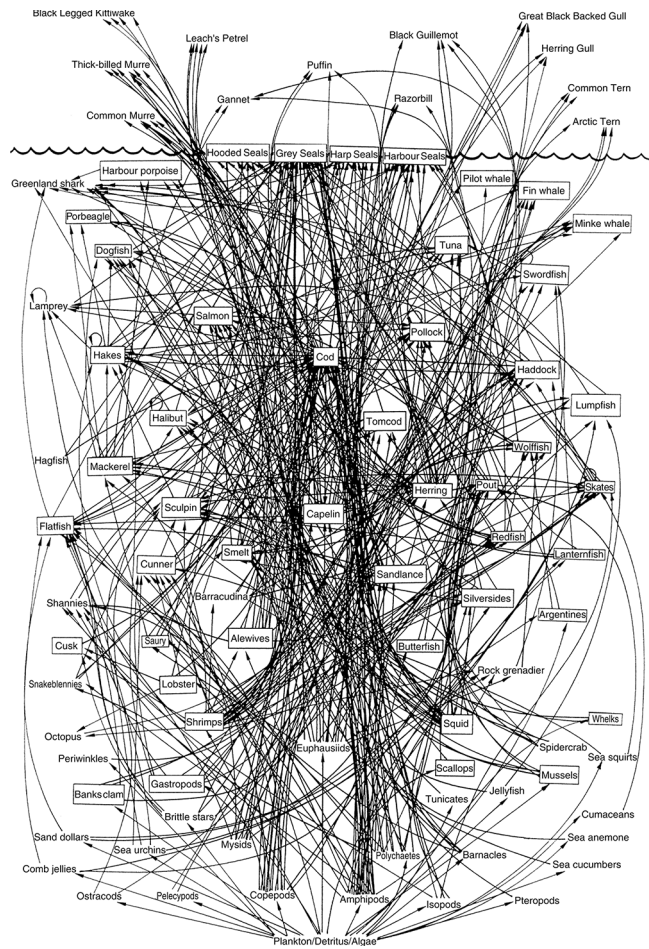 Black Legged Kittiwake
Great Black Backed Gull
Leach's Petrel
Black Guillemot
Herring Gull
Thick-billed Murre
Puffin
Common Tern
Gannet
Razorbill
Common Murre
Arctic Tern
Hooded Seals
Grey Seals
Harp Seals
Harbour Seals
Harbour porpoise
Greenland shark
Pilot whale
Fin whale
Porbeagle
Minke whale
Dogfish
Tuna
Swordfish
Lamprey
Salmon
Pollock
Hakes
Cod
Haddock
Lumpfish
Halibut
Tomcod
Wolffish
Hagfish
Mackerel
Herring
Pout
Skates
Sculpin
Capelin
Flatfish
Redfish
Smelt
Lanternfish
Cunner
Sandlance
Barracudina
Silversides
Shannies
Argentines
Cusk
Saury
Alewives
Butterfish
Rock grenadier
Snakeblennies
Lobster
Shrimps
Squid
Whelks
Octopus
Euphausiids
Spidercrab
Periwinkles
Sea squirts
Scallops
Mussels
Banksclam
Gastropods
Jellyfish
Tunicates
Brittle stars
Cumaceans
Sand dollars
Mysids
Sea anemone
Sea urchins
Polychaetes
Barnacles
Comb jellies
Sea cucumbers
Ostracods
Pelecypods
Copepods
Amphipods
Isopods
Pteropods
Plankton/Detritus/Algae